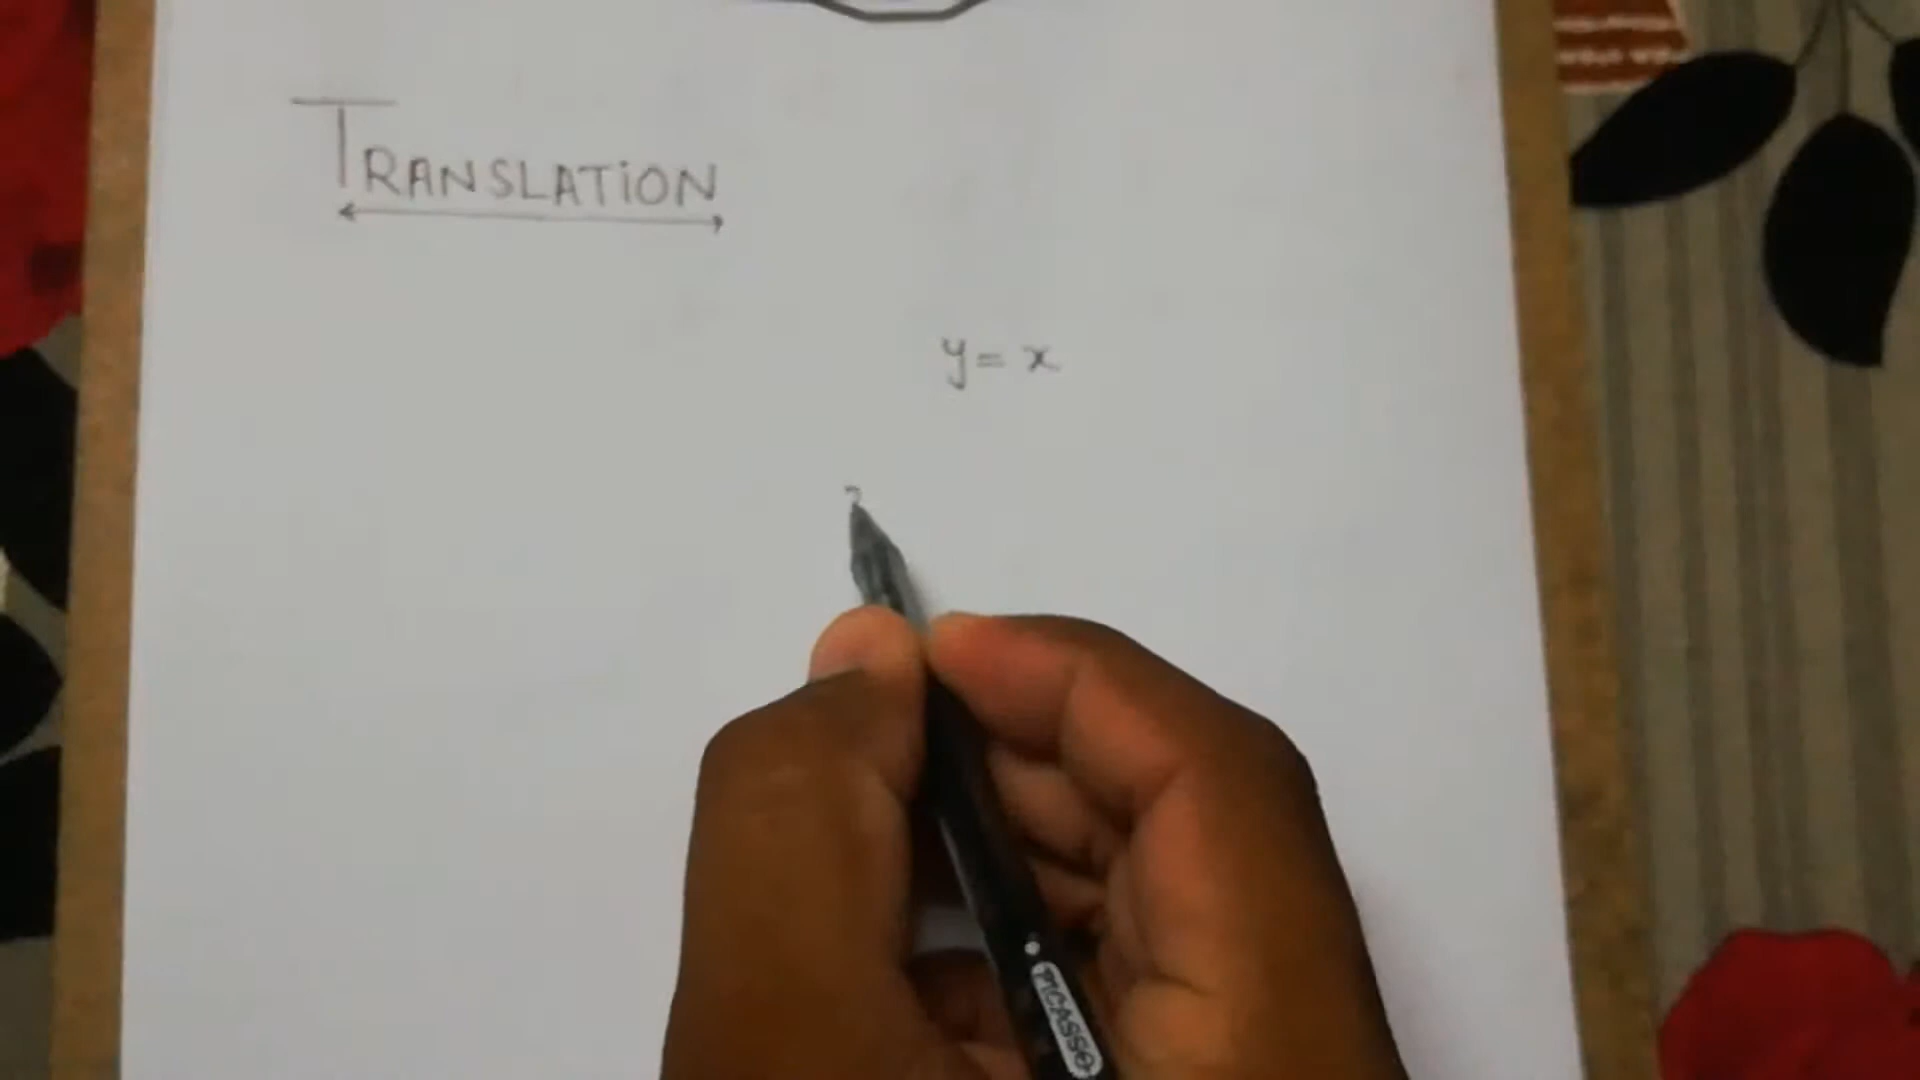 TRANSLATION
y = x
PICASSO